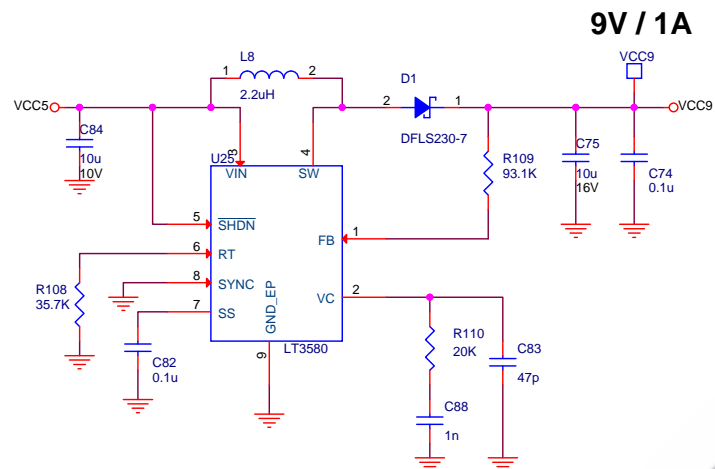 9V / 1A
VCC9
L8
1
2
2.2uH
D1
2
1
DFLS230-7
VCC5
VCC9
C84
10u
10V
U25
3
4
VIN
SW
R109
93.1K
C75
10u
16V
C74
0.1u
5
SHDN
FB
1
6
RT
R108
35.7K
8
SYNC
7
SS
GND_EP
VC
2
C82
0.1u
9
LT3580
R110
20K
C83
47p
C88
1n